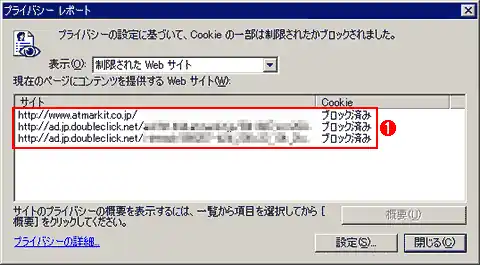 プライバシー レポート
プライバシーの設定に基づいて、Cookie の一部は制限されたかブロックされました。
表示(O): 制限された Web サイト
現在のページにコンテンツを提供する Web サイト(W):
サイト Cookie
http://www.atmarkit.co.jp/ ブロック済み
http://ad.jp.doubleclick.net/ ブロック済み
http://ad.jp.doubleclick.net/ ブロック済み
1
サイトのプライバシーの概要を表示するには、一覧から項目を選択してから [
概要] をクリックしてください。
概要(U)
プライバシーの詳細...
設定(S)...
閉じる(C)